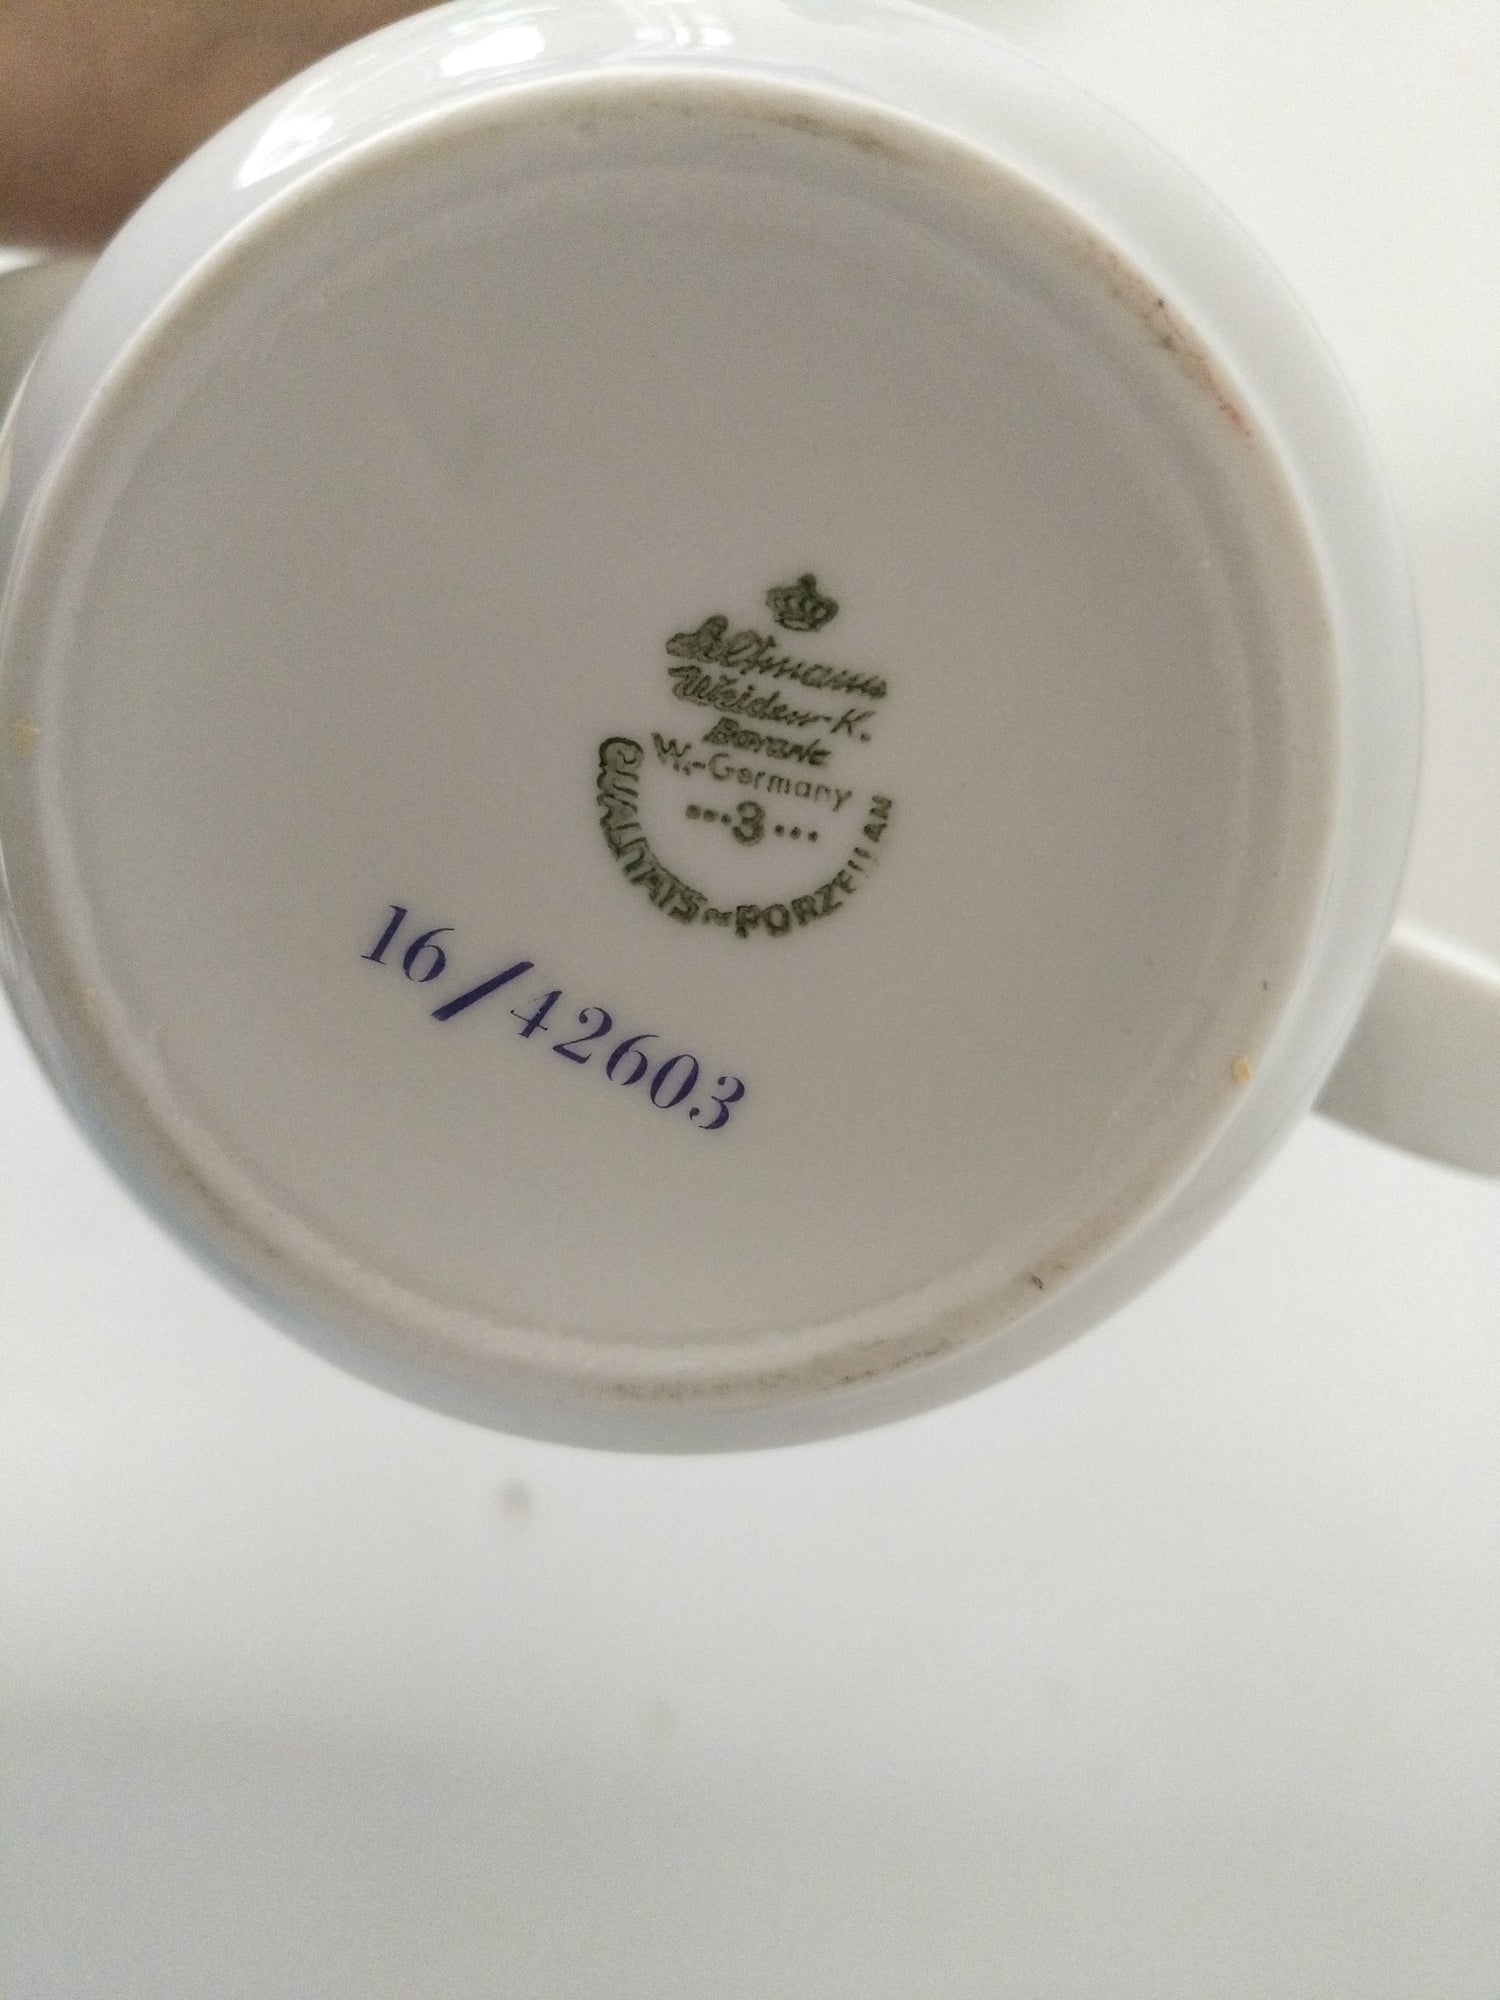 Seltmann
Weiden-K.
Bavaria
W.-Germany
3
QUALITÄTS-PORZELLAN
16/42603